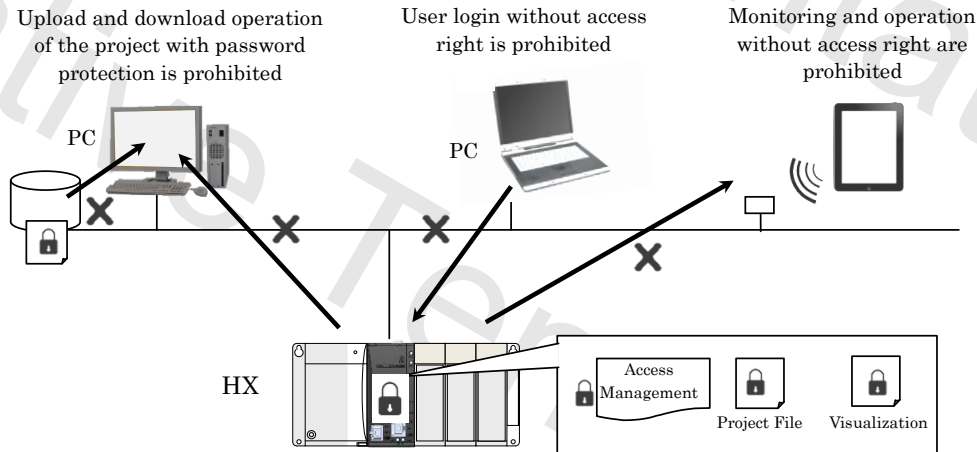 Upload and download operation
of the project with password
protection is prohibited
User login without access
right is prohibited
Monitoring and operation
without access right are
prohibited
PC
PC
HX
Access
Management
Project File
Visualization